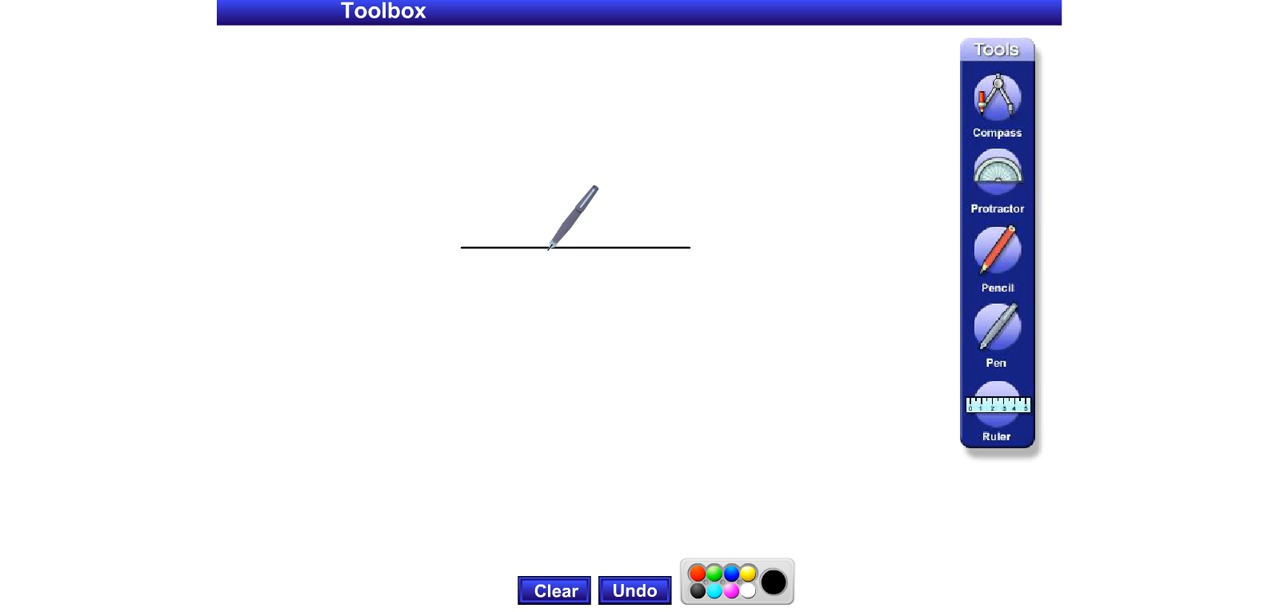 Toolbox
Tools
Compass
Protractor
Pencil
Pen
0 1 2 3 4 5
Ruler
Clear
Undo